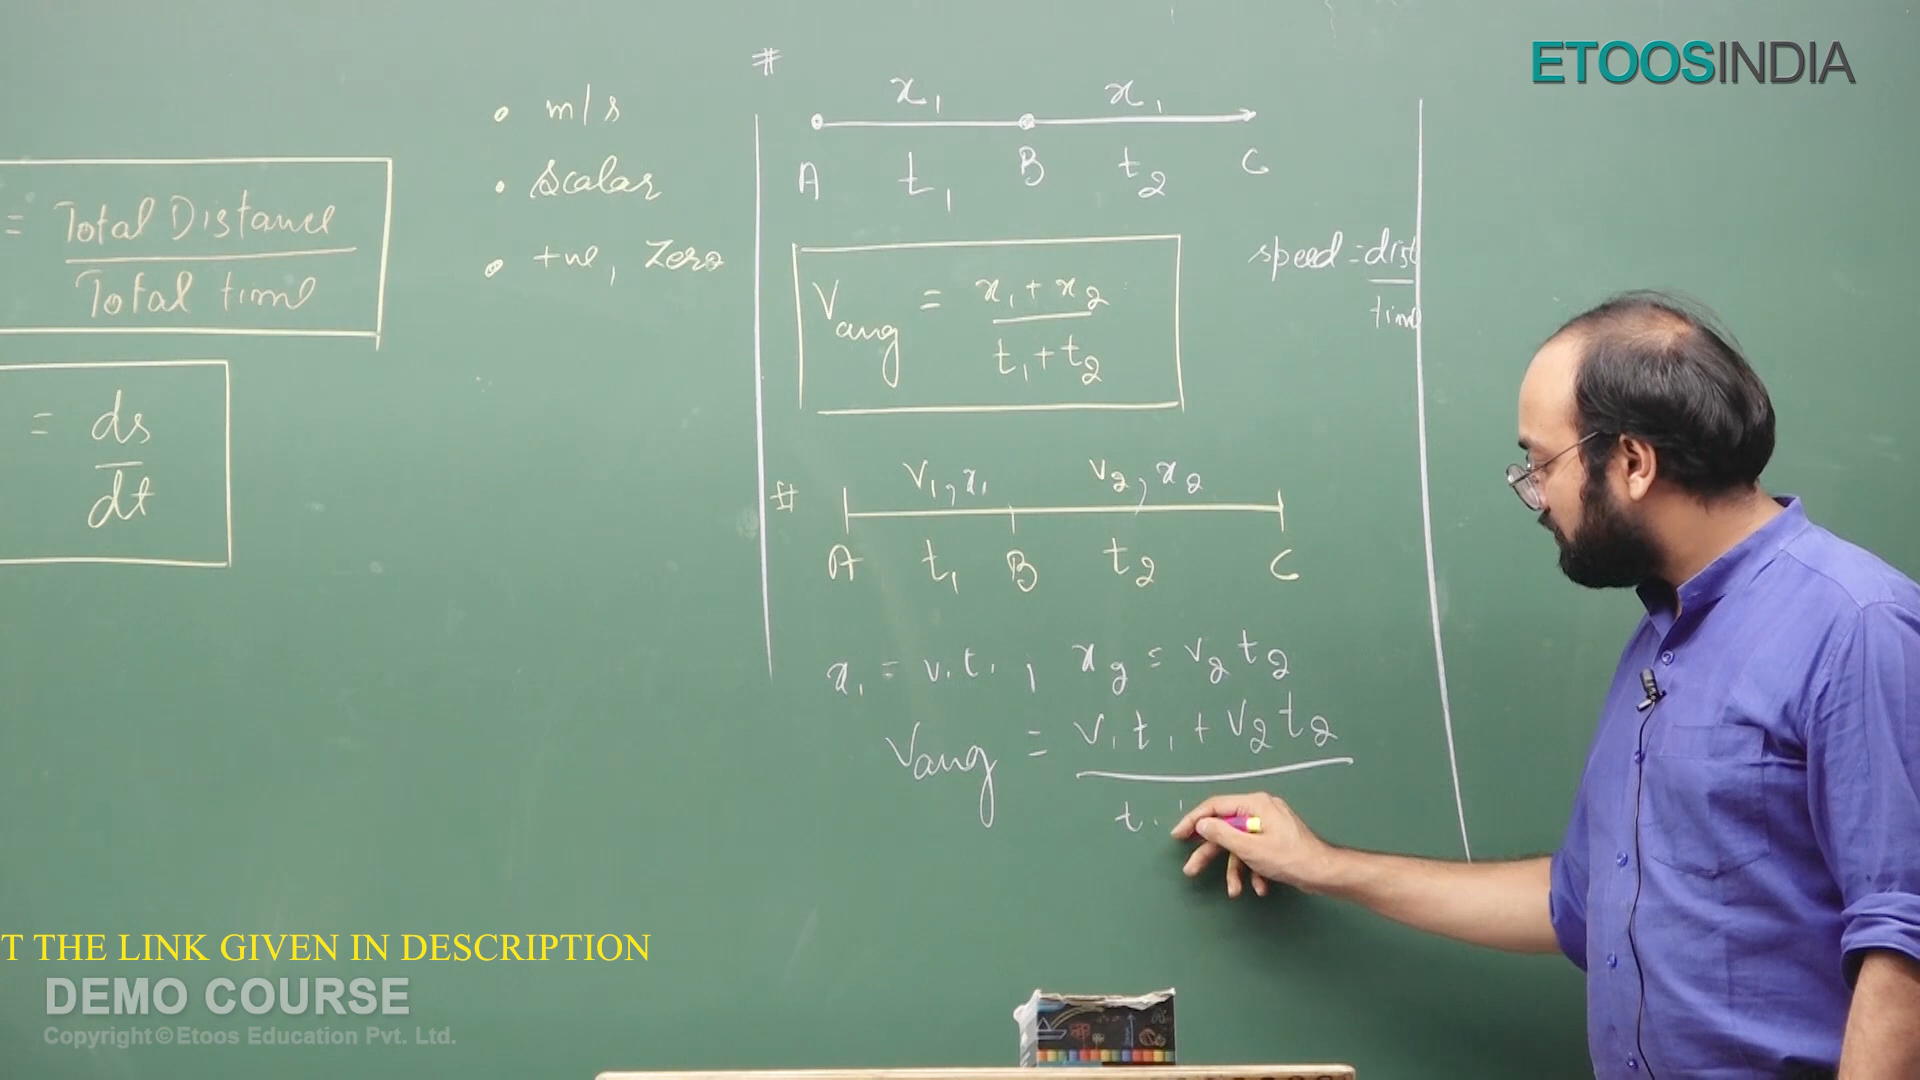 ETOOSINDIA
= Total Distance
Total time
= ds
dt
• m/s
• Scalar
• +ve, Zero
#
x₁ x₁
A t₁ B t₂ C
Vavg = x₁ + x₂
t₁ + t₂
speed = dist
time
#
V₁, x₁ V₂, x₂
A t₁ B t₂ C
x₁ = v₁t₁ ; x₂ = v₂t₂
Vavg = V₁t₁ + V₂t₂
t₁
T THE LINK GIVEN IN DESCRIPTION
DEMO COURSE
Copyright © Etoos Education Pvt. Ltd.